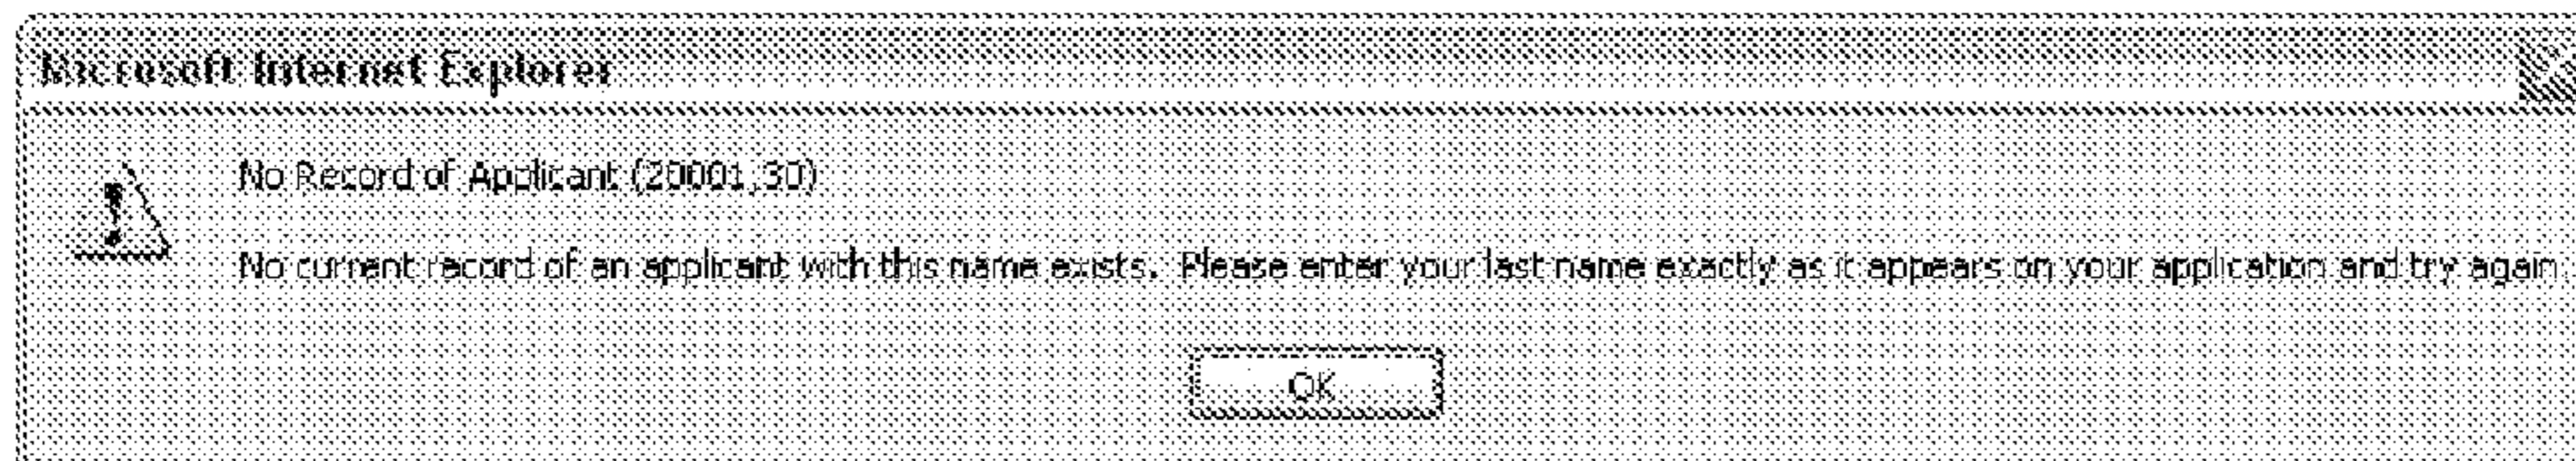 Microsoft Internet Explorer
No Record of Applicant (20001,30)
No current record of an applicant with this name exists.  Please enter your last name exactly as it appears on your application and try again.
OK